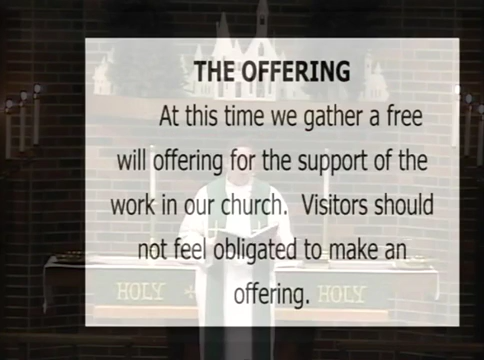 THE OFFERING
At this time we gather a free
will offering for the support of the
work in our church. Visitors should
not feel obligated to make an
offering.
HOLY HOLY